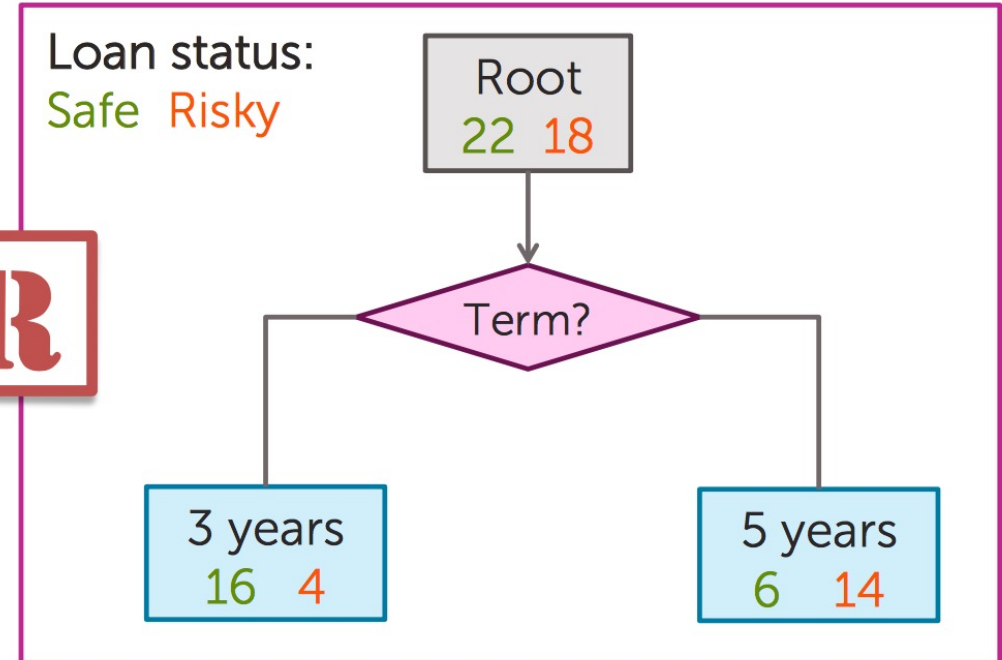 Loan status:
Safe Risky
Root
22 18
R
Term?
3 years
16 4
5 years
6 14